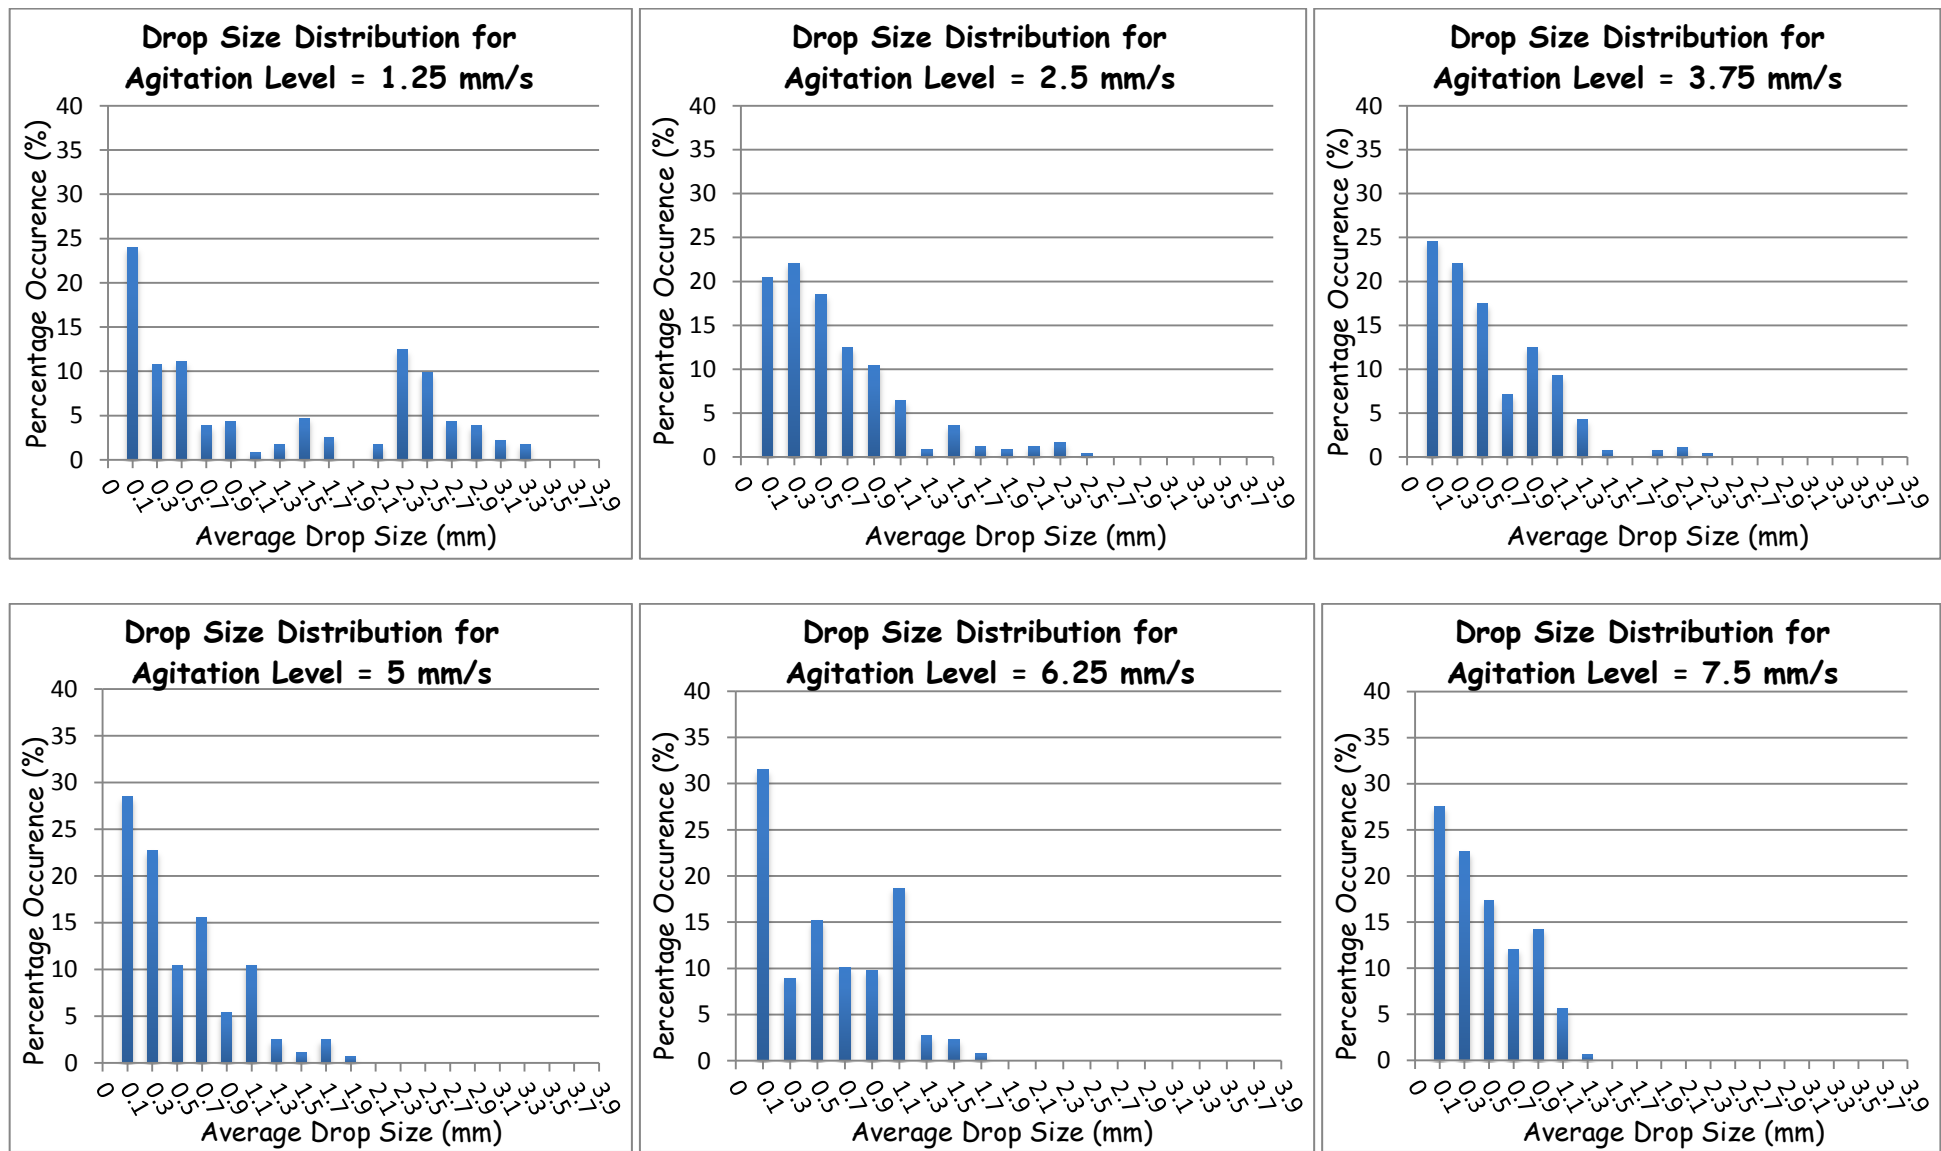 Drop Size Distribution for
Agitation Level = 1.25 mm/s
Percentage Occurence (%)
40
35
30
25
20
15
10
5
0
0 0.1 0.3 0.5 0.7 0.9 1.1 1.3 1.5 1.7 1.9 2.1 2.3 2.5 2.7 2.9 3.1 3.3 3.5 3.7 3.9
Average Drop Size (mm)
Drop Size Distribution for
Agitation Level = 2.5 mm/s
Percentage Occurence (%)
40
35
30
25
20
15
10
5
0
0 0.1 0.3 0.5 0.7 0.9 1.1 1.3 1.5 1.7 1.9 2.1 2.3 2.5 2.7 2.9 3.1 3.3 3.5 3.7 3.9
Average Drop Size (mm)
Drop Size Distribution for
Agitation Level = 3.75 mm/s
Percentage Occurence (%)
40
35
30
25
20
15
10
5
0
0 0.1 0.3 0.5 0.7 0.9 1.1 1.3 1.5 1.7 1.9 2.1 2.3 2.5 2.7 2.9 3.1 3.3 3.5 3.7 3.9
Average Drop Size (mm)
Drop Size Distribution for
Agitation Level = 5 mm/s
Percentage Occurence (%)
40
35
30
25
20
15
10
5
0
0 0.1 0.3 0.5 0.7 0.9 1.1 1.3 1.5 1.7 1.9 2.1 2.3 2.5 2.7 2.9 3.1 3.3 3.5 3.7 3.9
Average Drop Size (mm)
Drop Size Distribution for
Agitation Level = 6.25 mm/s
Percentage Occurence (%)
40
35
30
25
20
15
10
5
0
0 0.1 0.3 0.5 0.7 0.9 1.1 1.3 1.5 1.7 1.9 2.1 2.3 2.5 2.7 2.9 3.1 3.3 3.5 3.7 3.9
Average Drop Size (mm)
Drop Size Distribution for
Agitation Level = 7.5 mm/s
Percentage Occurence (%)
40
35
30
25
20
15
10
5
0
0 0.1 0.3 0.5 0.7 0.9 1.1 1.3 1.5 1.7 1.9 2.1 2.3 2.5 2.7 2.9 3.1 3.3 3.5 3.7 3.9
Average Drop Size (mm)